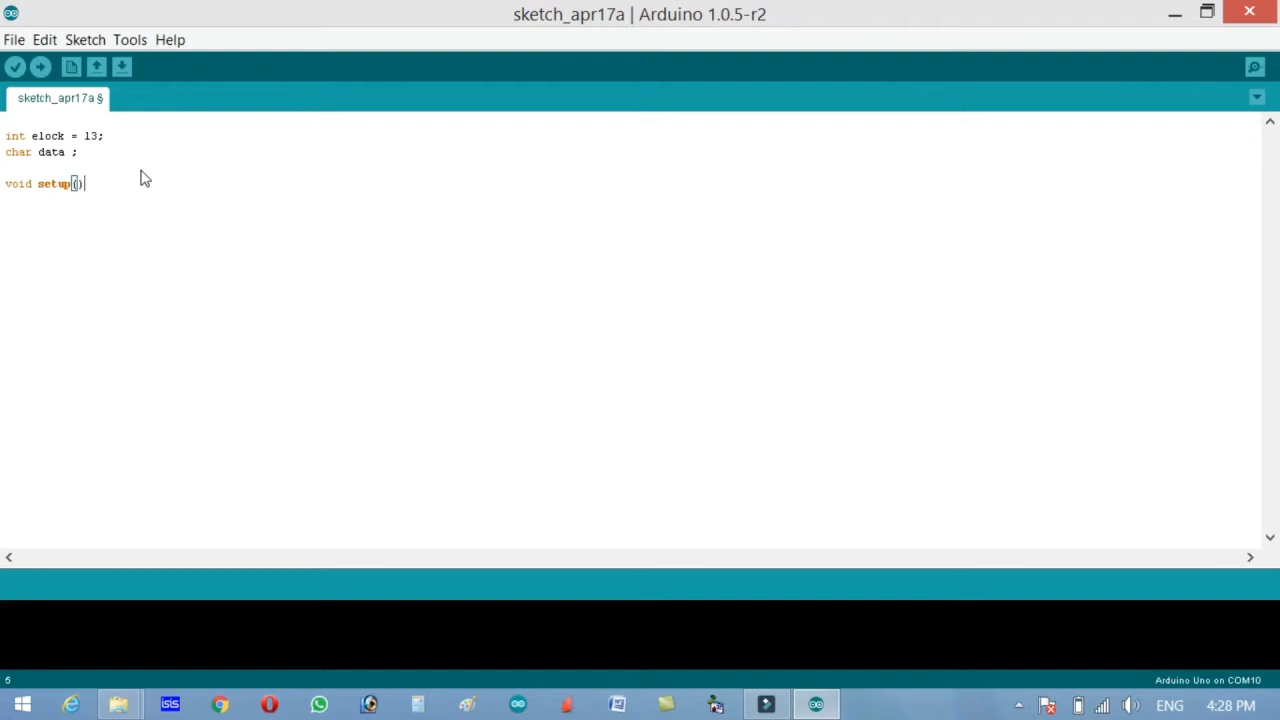 sketch_apr17a | Arduino 1.0.5-r2
File Edit Sketch Tools Help
sketch_apr17a §
int elock = 13;
char data ;
void setup()
5
Arduino Uno on COM10
ISIS
ENG
4:28 PM